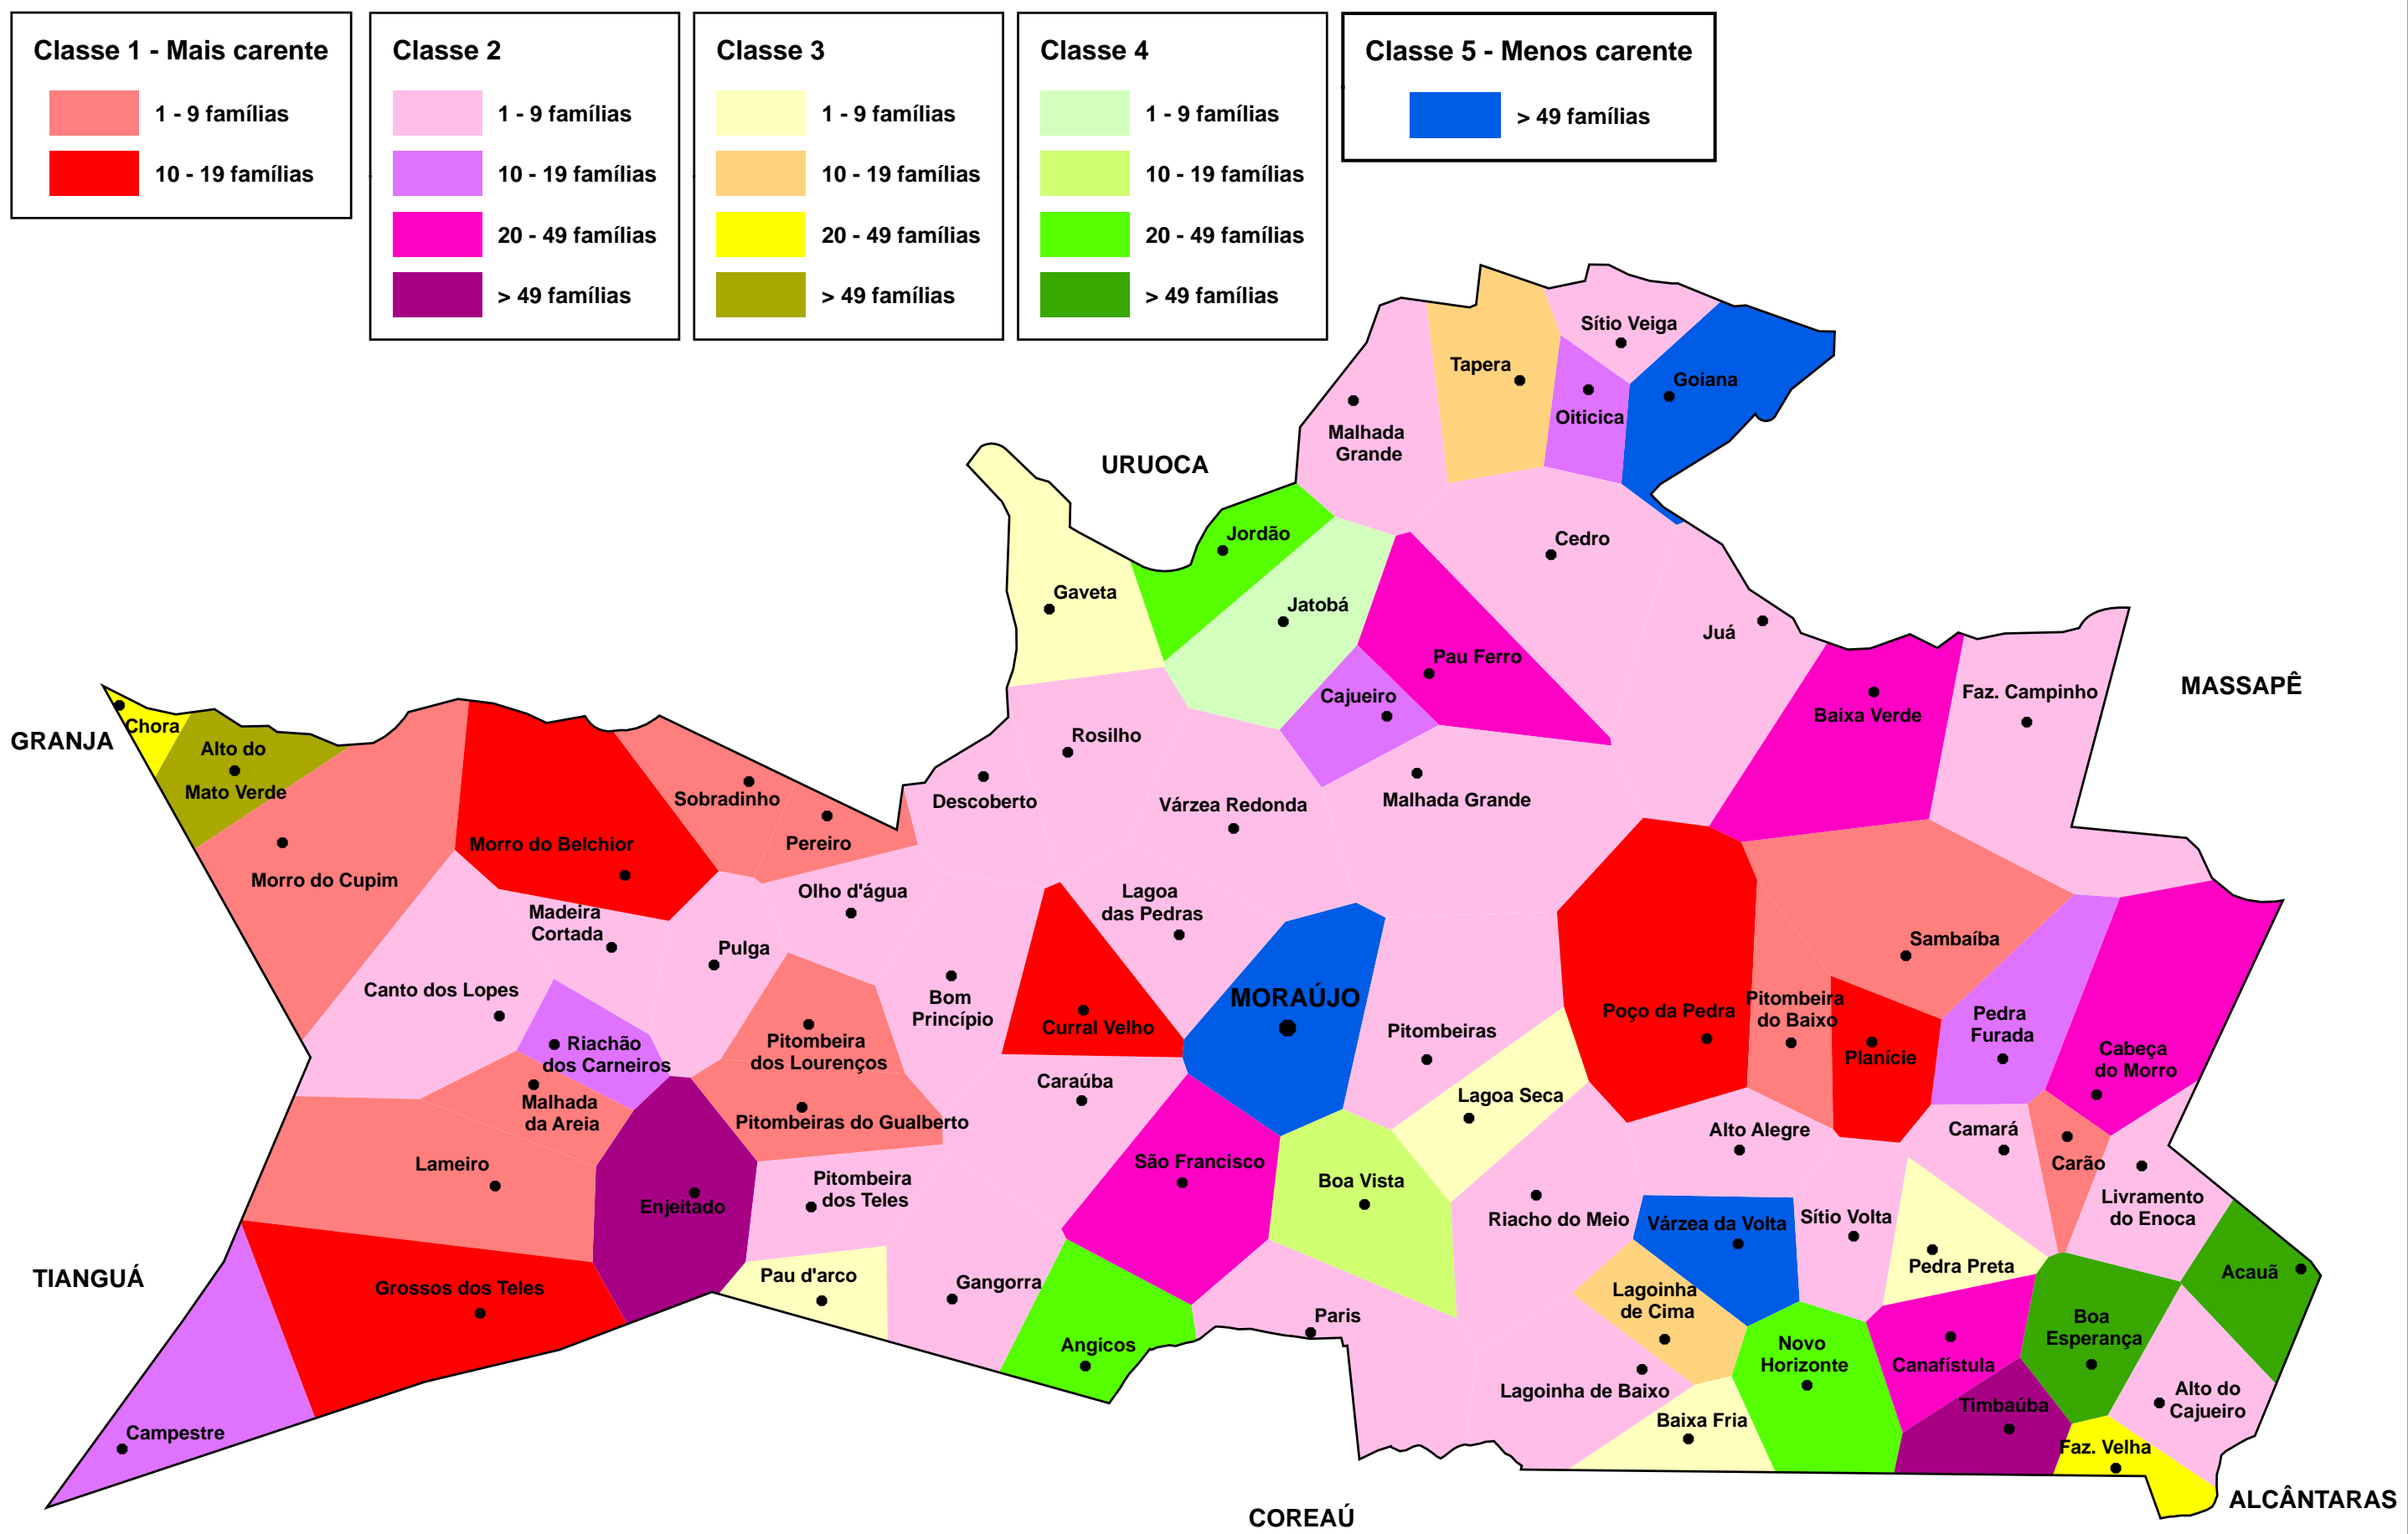 Classe 1 - Mais carente
1 - 9 famílias
10 - 19 famílias
Classe 2
1 - 9 famílias
10 - 19 famílias
20 - 49 famílias
> 49 famílias
Classe 3
1 - 9 famílias
10 - 19 famílias
20 - 49 famílias
> 49 famílias
Classe 4
1 - 9 famílias
10 - 19 famílias
20 - 49 famílias
> 49 famílias
Classe 5 - Menos carente
> 49 famílias
Sítio Veiga
Tapera
Goiana
Oiticica
Malhada
Grande
URUOCA
Jordão
Cedro
Gaveta
Jatobá
Juá
Pau Ferro
MASSAPÊ
Cajueiro
Faz. Campinho
Baixa Verde
Chora
GRANJA
Rosilho
Alto do
Mato Verde
Sobradinho
Descoberto
Várzea Redonda
Malhada Grande
Morro do Belchior
Pereiro
Morro do Cupim
Olho d'água
Lagoa
das Pedras
Madeira
Cortada
Pulga
Sambaíba
Canto dos Lopes
Bom
Princípio
MORAÚJO
Pitombeira
do Baixo
Poço da Pedra
Curral Velho
Pitombeiras
Pedra
Furada
Riachão
dos Carneiros
Pitombeira
dos Lourenços
Planície
Cabeça
do Morro
Caraúba
Lagoa Seca
Malhada
da Areia
Pitombeiras do Gualberto
Alto Alegre
Camará
Lameiro
São Francisco
Carão
Pitombeira
dos Teles
Boa Vista
Livramento
do Enoca
Enjeitado
Riacho do Meio
Várzea da Volta
Sítio Volta
TIANGUÁ
Pau d'arco
Pedra Preta
Acauã
Grossos dos Teles
Gangorra
Lagoinha
de Cima
Paris
Boa
Esperança
Angicos
Novo
Horizonte
Canafístula
Lagoinha de Baixo
Alto do
Cajueiro
Timbaúba
Campestre
Baixa Fria
Faz. Velha
ALCÂNTARAS
COREAÚ